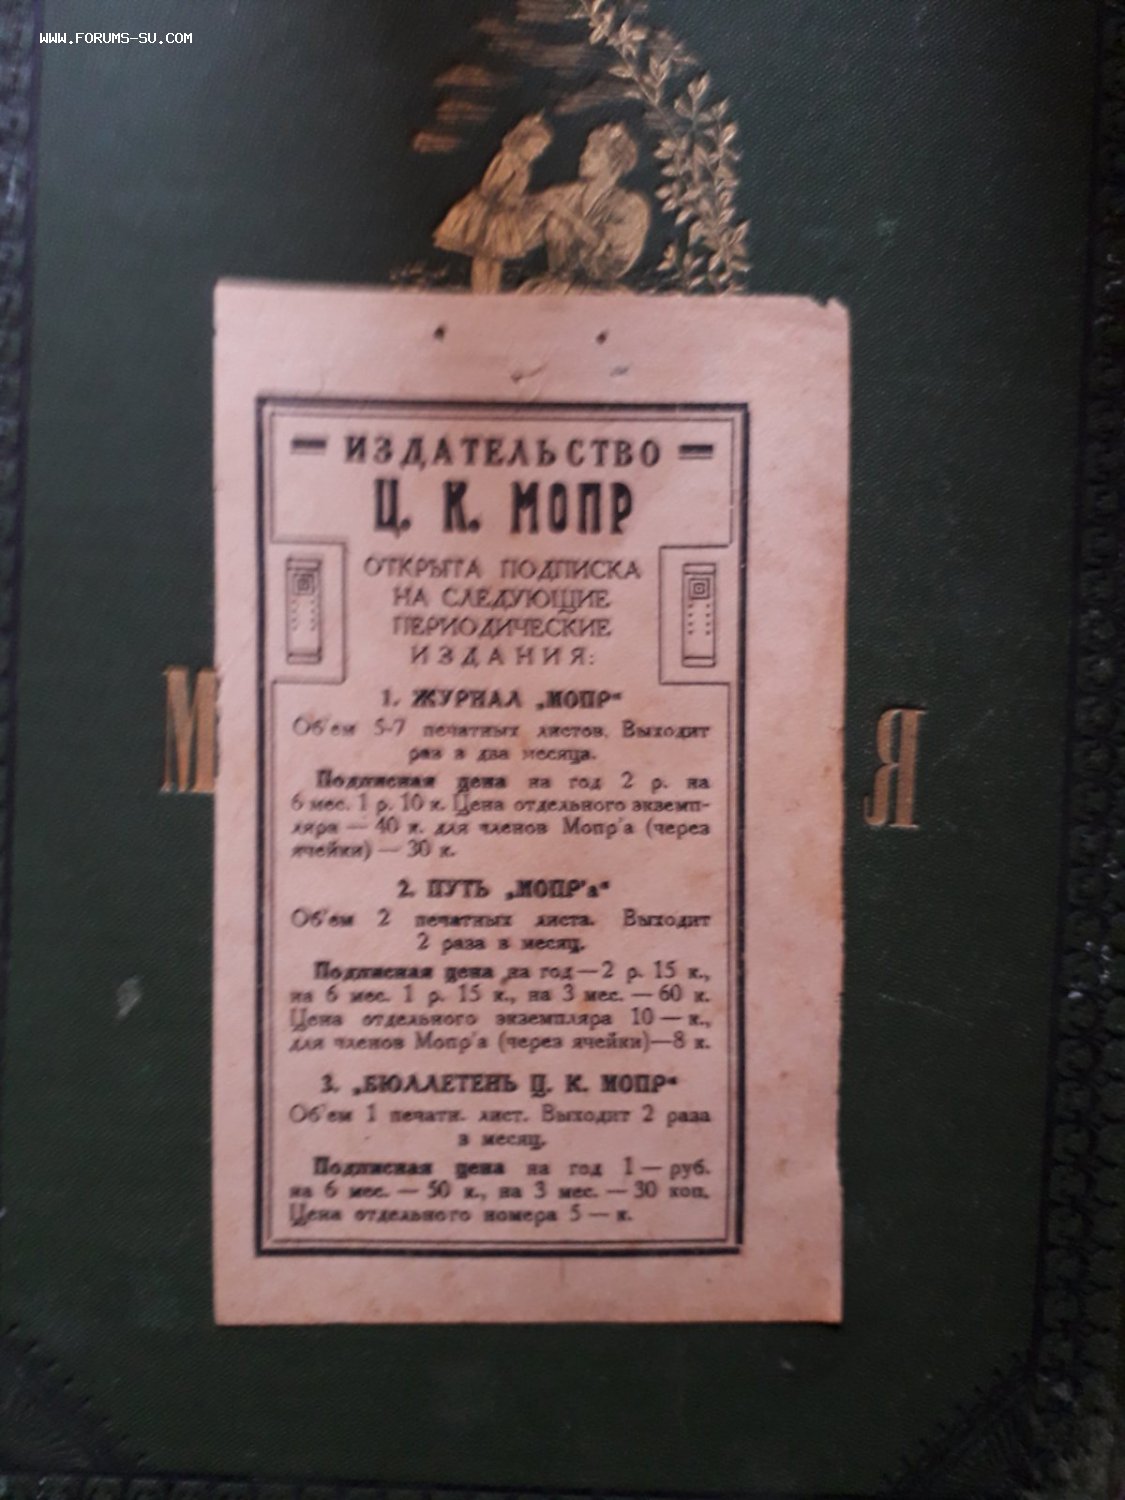 WWW.FORUMS-SU.COM
ИЗДАТЕЛЬСТВО
Ц. К. МОПР
ОТКРЫТА ПОДПИСКА
НА СЛЕДУЮЩИЕ
ПЕРИОДИЧЕСКИЕ
ИЗДАНИЯ:
1. ЖУРНАЛ „МОПР“
Об'ем 5-7 печатных листов. Выходит
раз в два месяца.
Подписная цена на год 2 р. на
6 мес. 1 р. 10 к. Цена отдельного экземп-
ляра — 40 к. для членов Мопр'а (через
ячейки) — 30 к.
2. ПУТЬ „МОПР'а“
Об'ем 2 печатных листа. Выходит
2 раза в месяц.
Подписная цена на год—2 р. 15 к.,
на 6 мес. 1 р. 15 к., на 3 мес. — 60 к.
Цена отдельного экземпляра 10 — к.,
для членов Мопр'а (через ячейки)—8 к.
3. „БЮЛЛЕТЕНЬ Ц. К. МОПР“
Об'ем 1 печатн. лист. Выходит 2 раза
в месяц.
Подписная цена на год 1 — руб.
на 6 мес. — 50 к., на 3 мес. — 30 коп.
Цена отдельного номера 5 — к.
М
Я